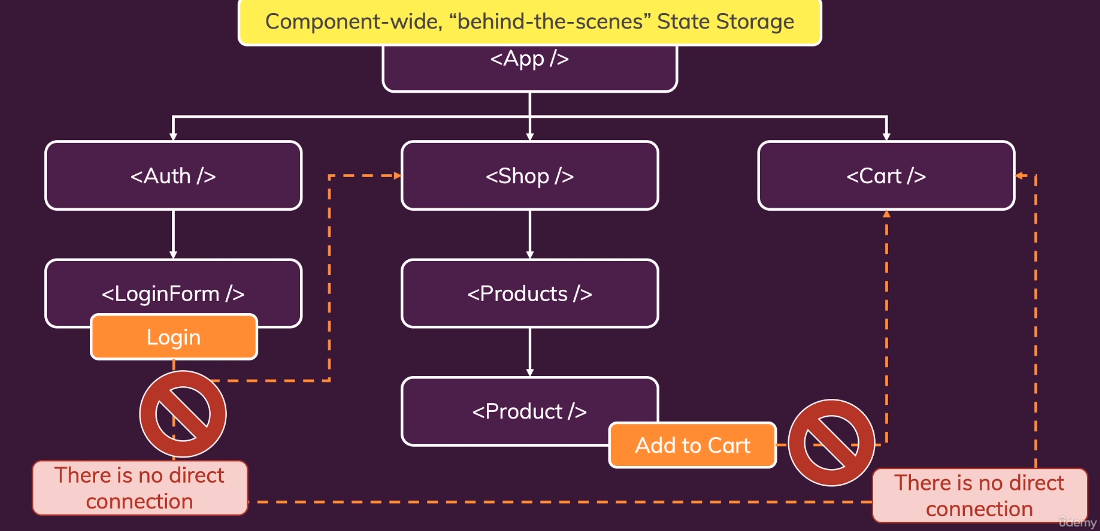 Component-wide, “behind-the-scenes” State Storage
<App />
<Auth />
<Shop />
<Cart />
<LoginForm />
<Products />
Login
<Product />
Add to Cart
There is no direct
connection
There is no direct
connection
ûdemy